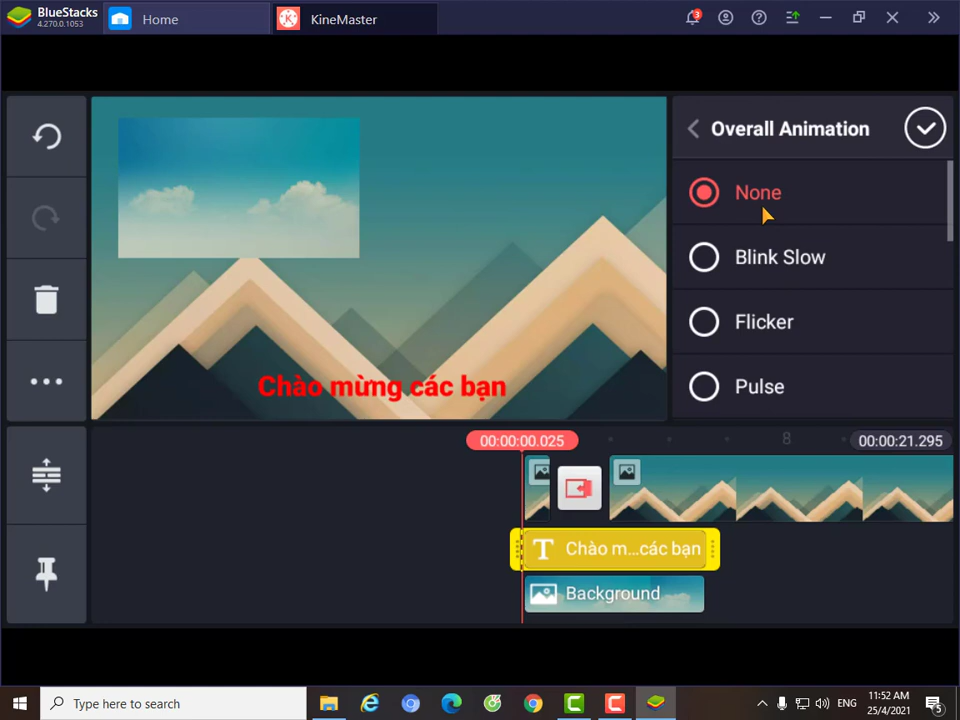 BlueStacks
4.270.0.1053
Home
KineMaster
3
Overall Animation
None
Blink Slow
Flicker
Pulse
Chào mừng các bạn
00:00:00.025
8
00:00:21.295
T
Chào m...các bạn
Background
Type here to search
ENG
11:52 AM
25/4/2021
5